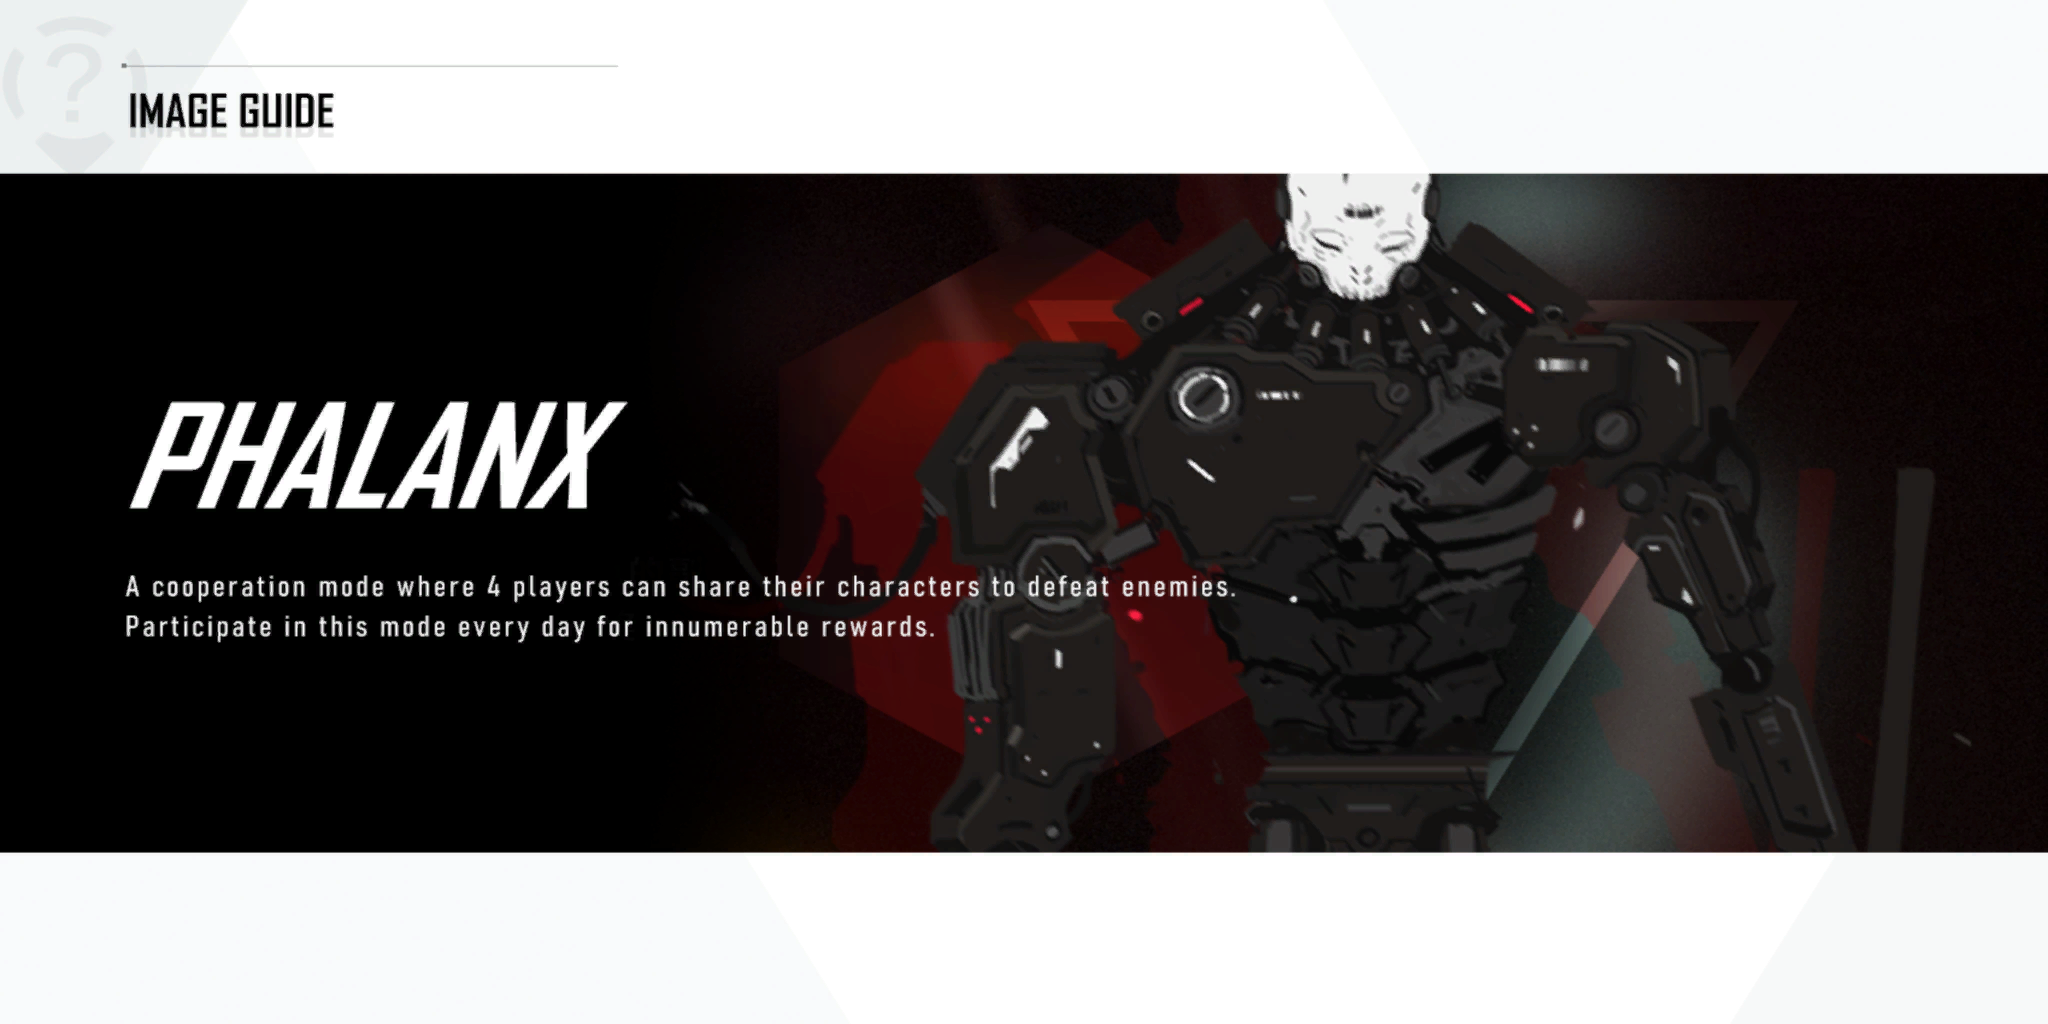 IMAGE GUIDE
PHALANX
A cooperation mode where 4 players can share their characters to defeat enemies.
Participate in this mode every day for innumerable rewards.